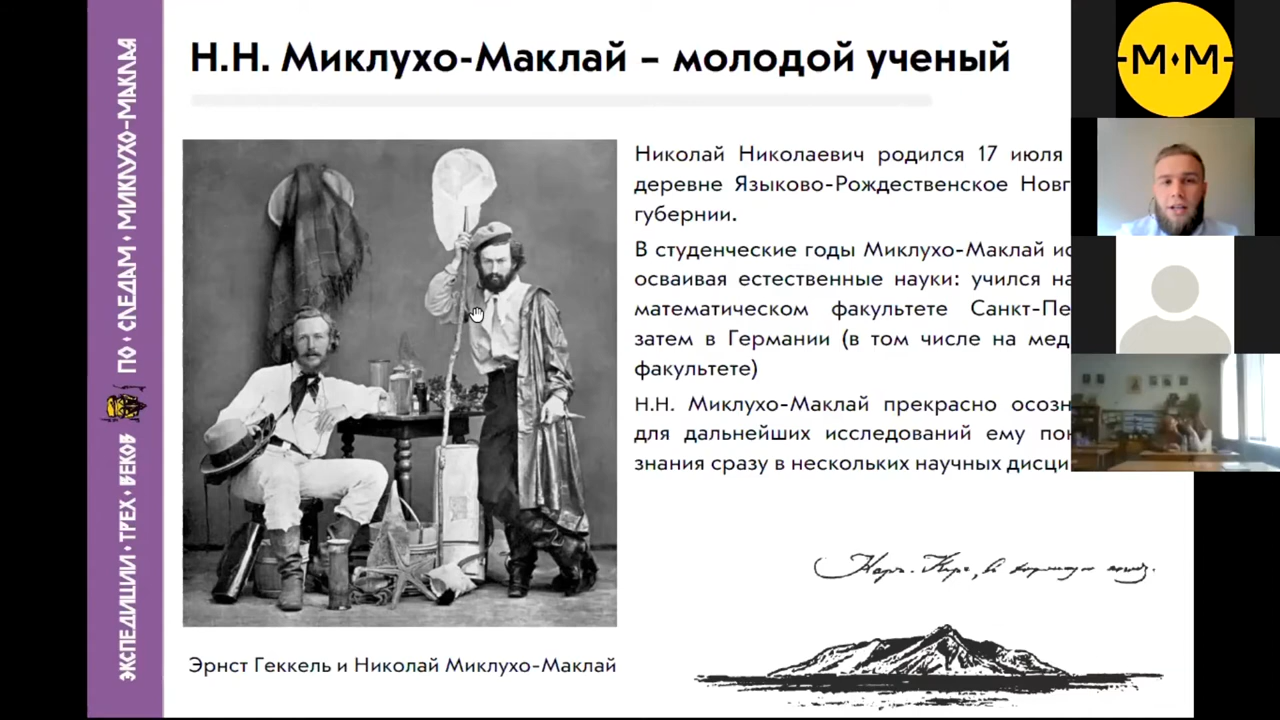 Н.Н. Миклухо-Маклай – молодой ученый
Николай Николаевич родился 17 июля
деревне Языково-Рождественское Новг
губернии.
В студенческие годы Миклухо-Маклай ис
осваивая естественные науки: учился на
математическом факультете Санкт-Пе
затем в Германии (в том числе на мед
факультете)
Н.Н. Миклухо-Маклай прекрасно осозн
для дальнейших исследований ему пон
знания сразу в нескольких научных дисци
Эрнст Геккель и Николай Миклухо-Маклай
ЭКСПЕДИЦИИ • ТРЕХ • ВЕКОВ ПО • СЛЕДАМ • МИКЛУХО-МАКЛАЯ
-М•М-